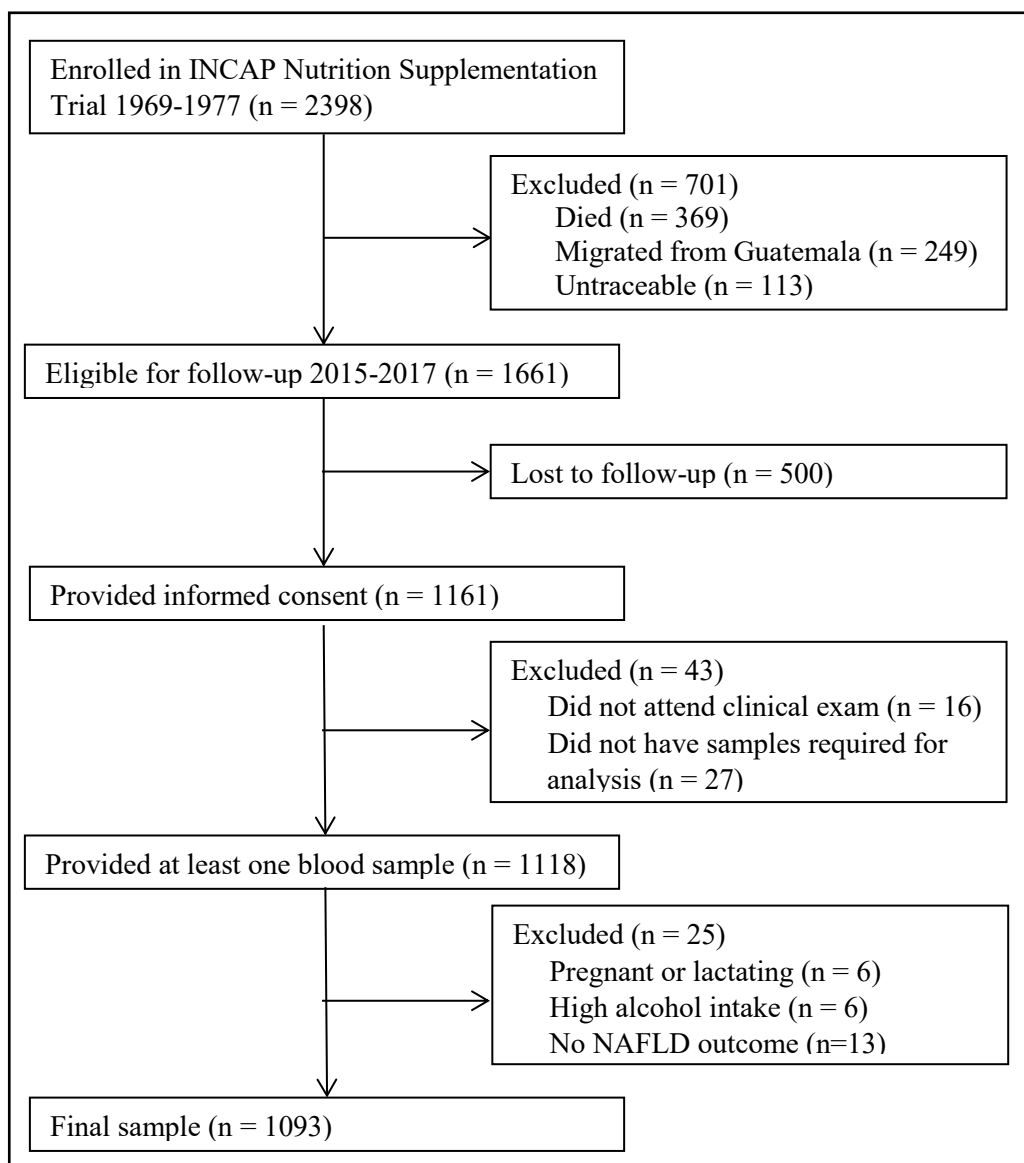 Enrolled in INCAP Nutrition Supplementation
Trial 1969-1977 (n = 2398)
Excluded (n = 701)
Died (n = 369)
Migrated from Guatemala (n = 249)
Untraceable (n = 113)
Eligible for follow-up 2015-2017 (n = 1661)
Lost to follow-up (n = 500)
Provided informed consent (n = 1161)
Excluded (n = 43)
Did not attend clinical exam (n = 16)
Did not have samples required for
analysis (n = 27)
Provided at least one blood sample (n = 1118)
Excluded (n = 25)
Pregnant or lactating (n = 6)
High alcohol intake (n = 6)
No NAFLD outcome (n=13)
Final sample (n = 1093)